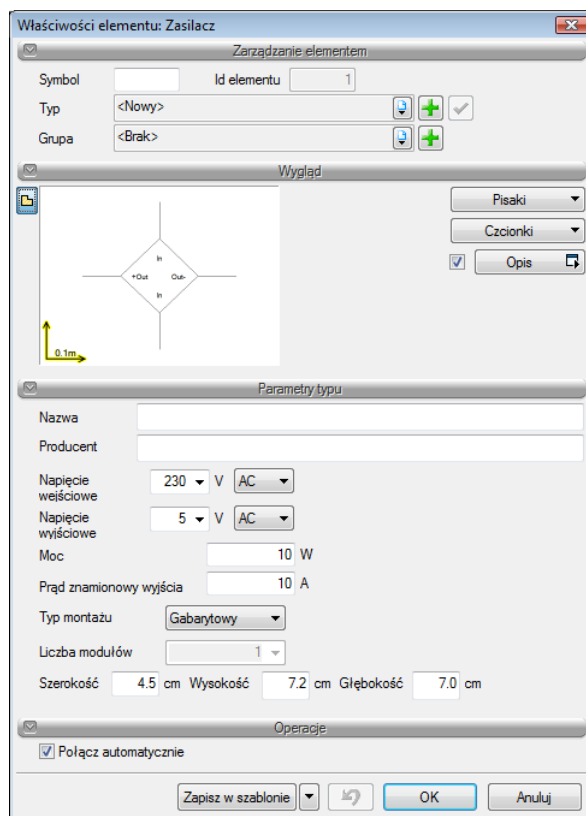 Właściwości elementu: Zasilacz
Zarządzanie elementem
Symbol Id elementu 1
Typ <Nowy>
Grupa <Brak>
Wygląd
Pisaki
Czcionki
Opis
In
+Out Out-
In
0.1m
Parametry typu
Nazwa
Producent
Napięcie wejściowe 230 V AC
Napięcie wyjściowe 5 V AC
Moc 10 W
Prąd znamionowy wyjścia 10 A
Typ montażu Gabarytowy
Liczba modułów 1
Szerokość 4.5 cm Wysokość 7.2 cm Głębokość 7.0 cm
Operacje
Połącz automatycznie
Zapisz w szablonie OK Anuluj